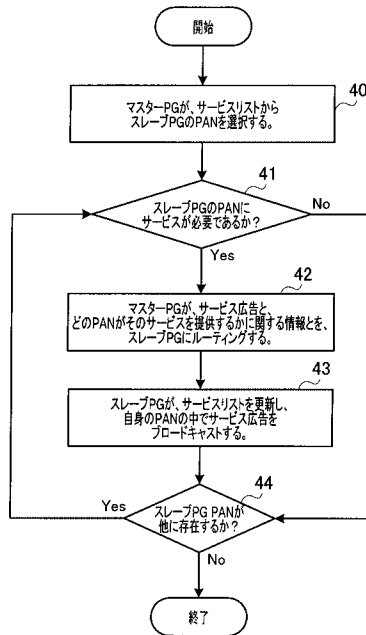 開始
40
マスターPGが、サービスリストから
スレーブPGのPANを選択する。
41
スレーブPGのPANに
サービスが必要であるか?
No
Yes
42
マスターPGが、サービス広告と、
どのPANがそのサービスを提供するかに関する情報とを、
スレーブPGにルーティングする。
43
スレーブPGが、サービスリストを更新し、
自身のPANの中でサービス広告を
ブロードキャストする。
44
Yes
スレーブPG PANが
他に存在するか?
No
終了